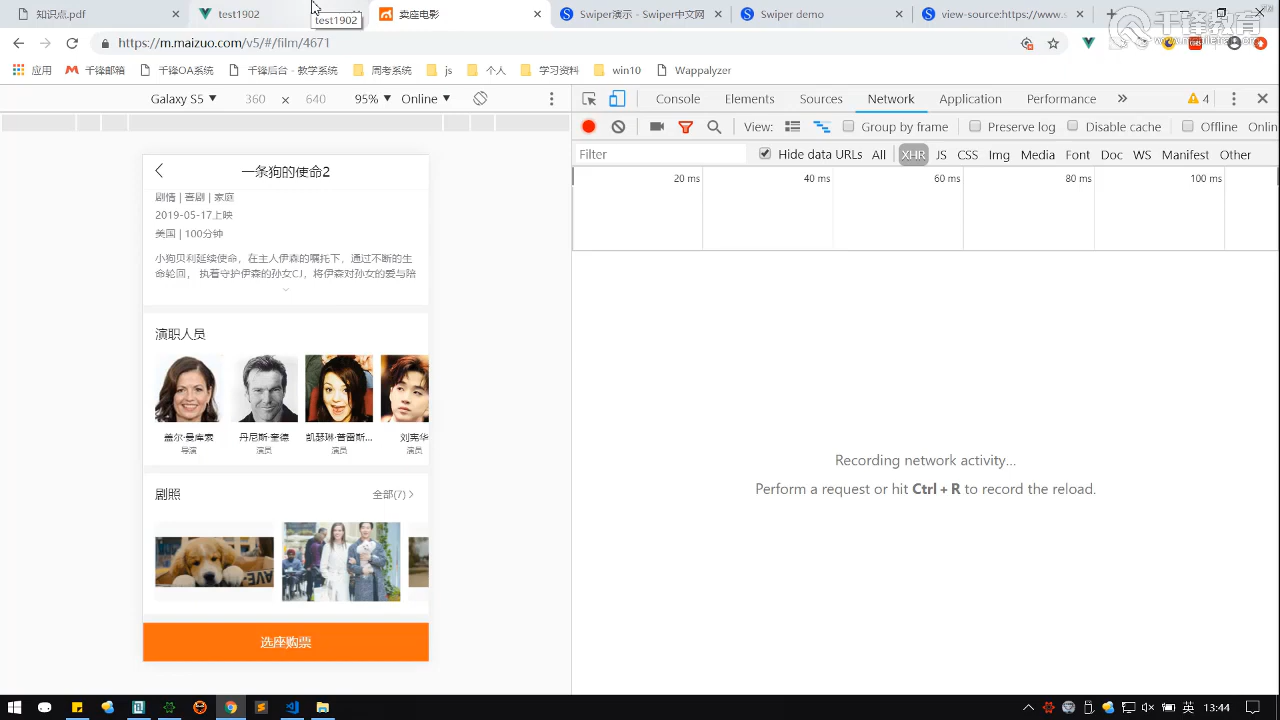 知识点.pdf
test1902
卖座电影
Swiper演示 - Swiper中文网
Swiper demo
view-source:https://www.swip
test1902
千锋教育
https://m.maizuo.com/v5/#/film/4671
应用
千锋邮箱
千锋OA系统
千锋后台 - 教学系统
周考系统
js
个人
学习资料
win10
Wappalyzer
Galaxy S5 ▼ 360 × 640 95% ▼ Online ▼
Console Elements Sources Network Application Performance » 4
View: Group by frame Preserve log Disable cache Offline Onlin
Filter Hide data URLs All XHR JS CSS Img Media Font Doc WS Manifest Other
20 ms 40 ms 60 ms 80 ms 100 ms
一条狗的使命2
剧情 | 喜剧 | 家庭
2019-05-17上映
美国 | 100分钟
小狗贝利延续使命，在主人伊森的嘱托下，通过不断的生
命轮回， 执着守护伊森的孙女CJ，将伊森对孙女的爱与陪
演职人员
盖尔·曼库索 丹尼斯·奎德 凯瑟琳·普雷斯... 刘宪华
导演 演员 演员 演员
剧照
全部(7)
选座购票
Recording network activity...
Perform a request or hit Ctrl + R to record the reload.
英 13:44